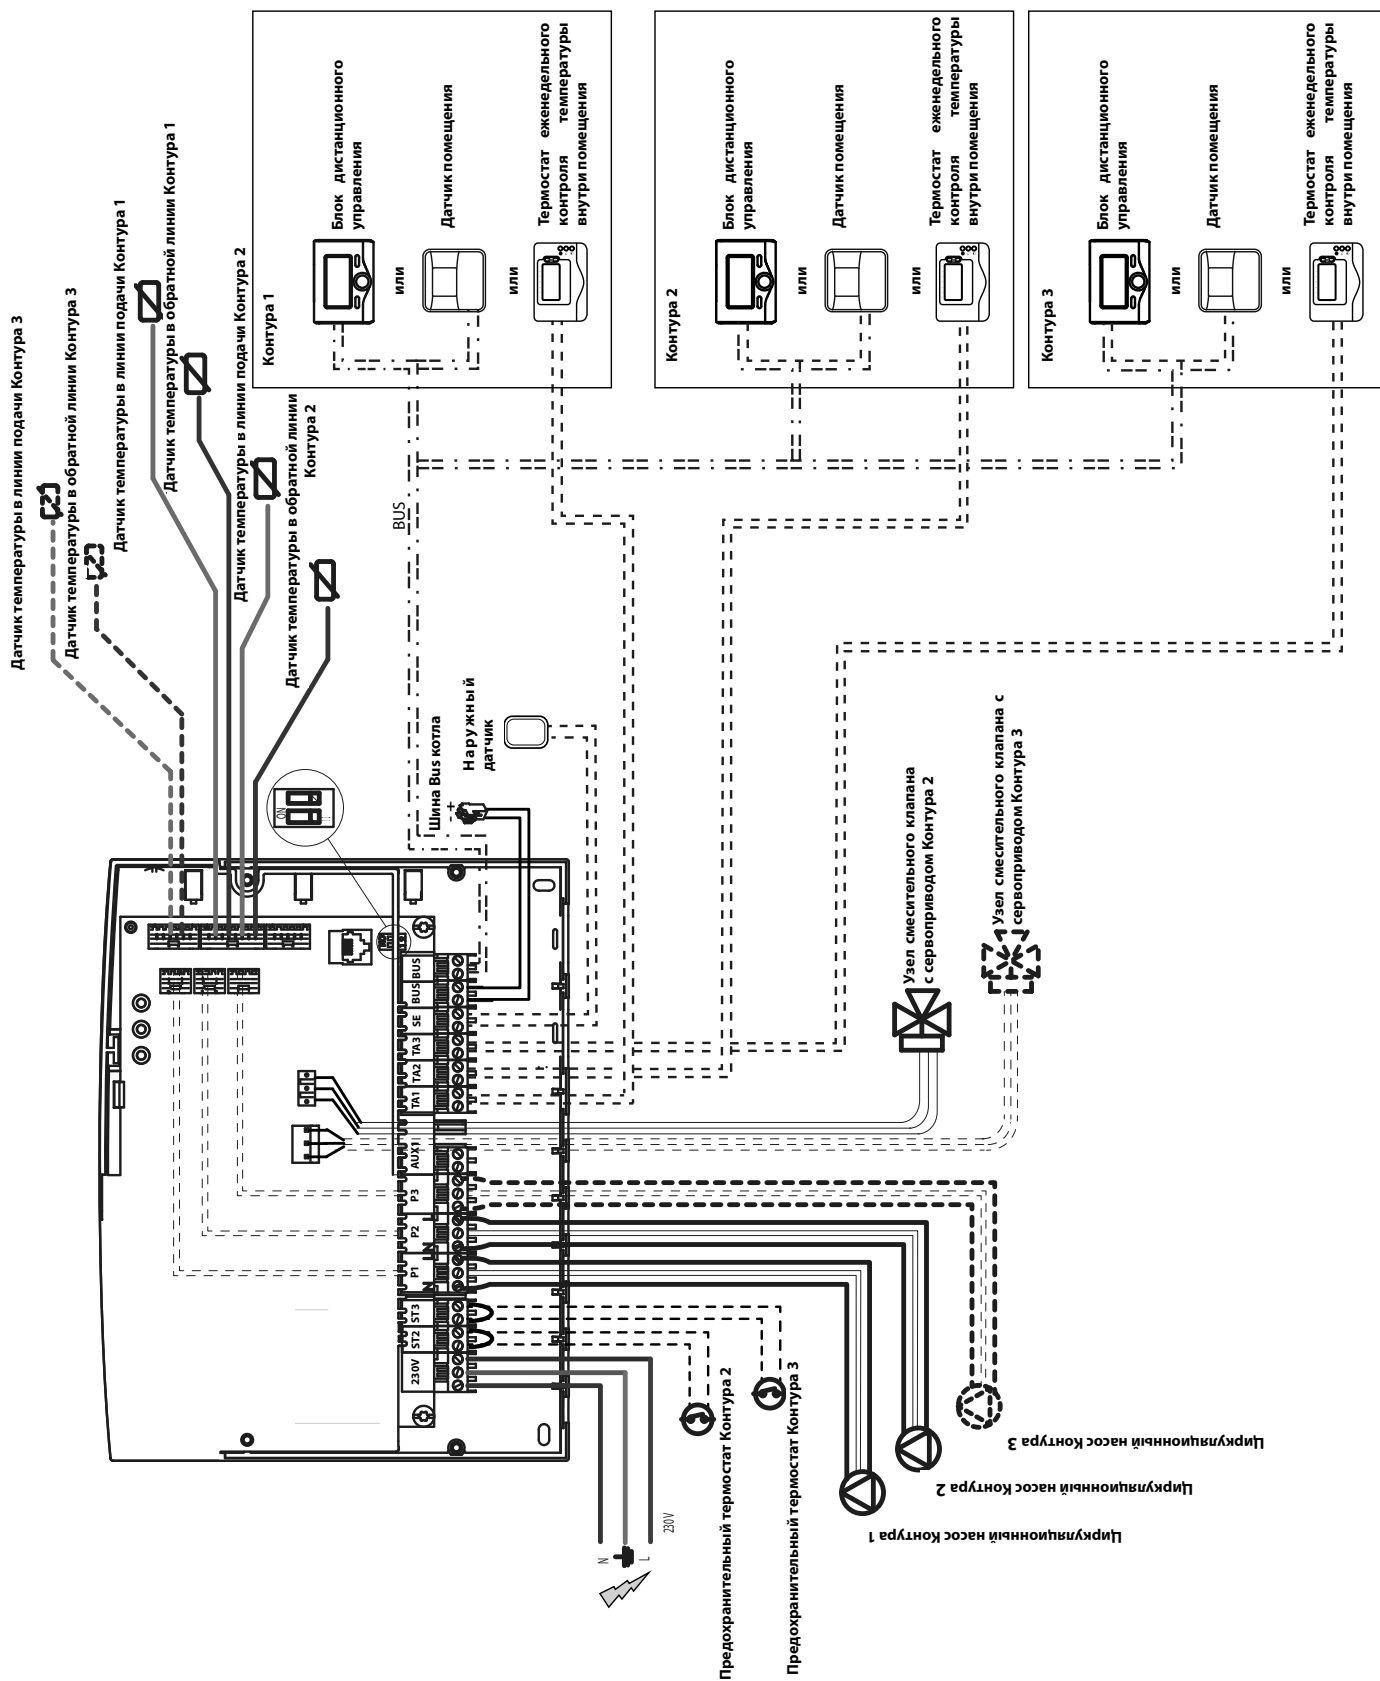 Датчик температуры в линии подачи Контура 3
Датчик температуры в обратной линии Контура 3
Датчик температуры в линии подачи Контура 1
Датчик температуры в обратной линии Контура 1
Датчик температуры в линии подачи Контура 2
Датчик температуры в обратной линии
Контура 2
Контура 1
Блок дистанционного
управления
или
Датчик помещения
или
Термостат еженедельного
контроля температуры
внутри помещения
Контура 2
Блок дистанционного
управления
или
Датчик помещения
или
Термостат еженедельного
контроля температуры
внутри помещения
Контура 3
Блок дистанционного
управления
или
Датчик помещения
или
Термостат еженедельного
контроля температуры
внутри помещения
BUS
ON
Шина Bus котла
- +
Наружный
датчик
Узел смесительного клапана
с сервоприводом Контура 2
Узел смесительного клапана с
сервоприводом Контура 3
230V
ST2
ST3
P1
P2
P3
AUX1
TA1
TA2
TA3
SE
BUS
BUS
N
L
N
L
N
L
230V
Предохранительный термостат Контура 2
Предохранительный термостат Контура 3
Циркуляционный насос Контура 1
Циркуляционный насос Контура 2
Циркуляционный насос Контура 3